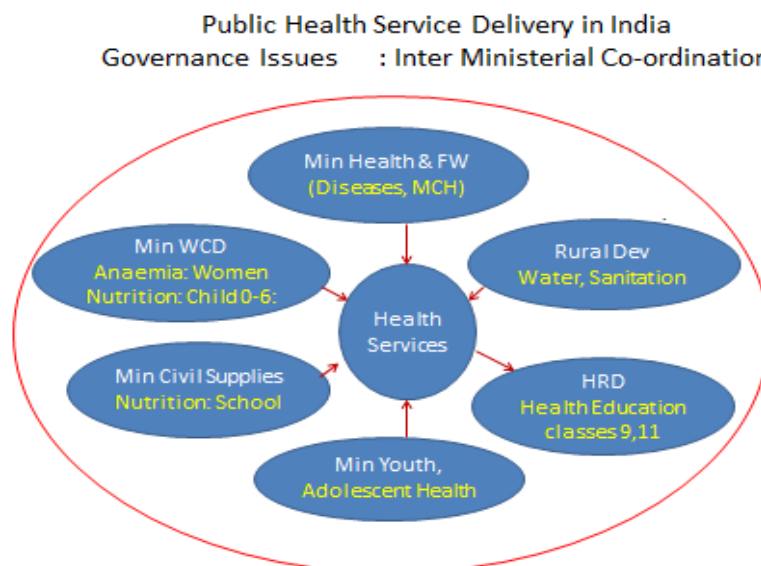 Public Health Service Delivery in India
Governance Issues : Inter Ministerial Co-ordination
Min Health & FW
(Diseases, MCH)
Min WCD
Anaemia: Women
Nutrition: Child 0-6:
Rural Dev
Water, Sanitation
Health
Services
Min Civil Supplies
Nutrition: School
HRD
Health Education
classes 9,11
Min Youth,
Adolescent Health